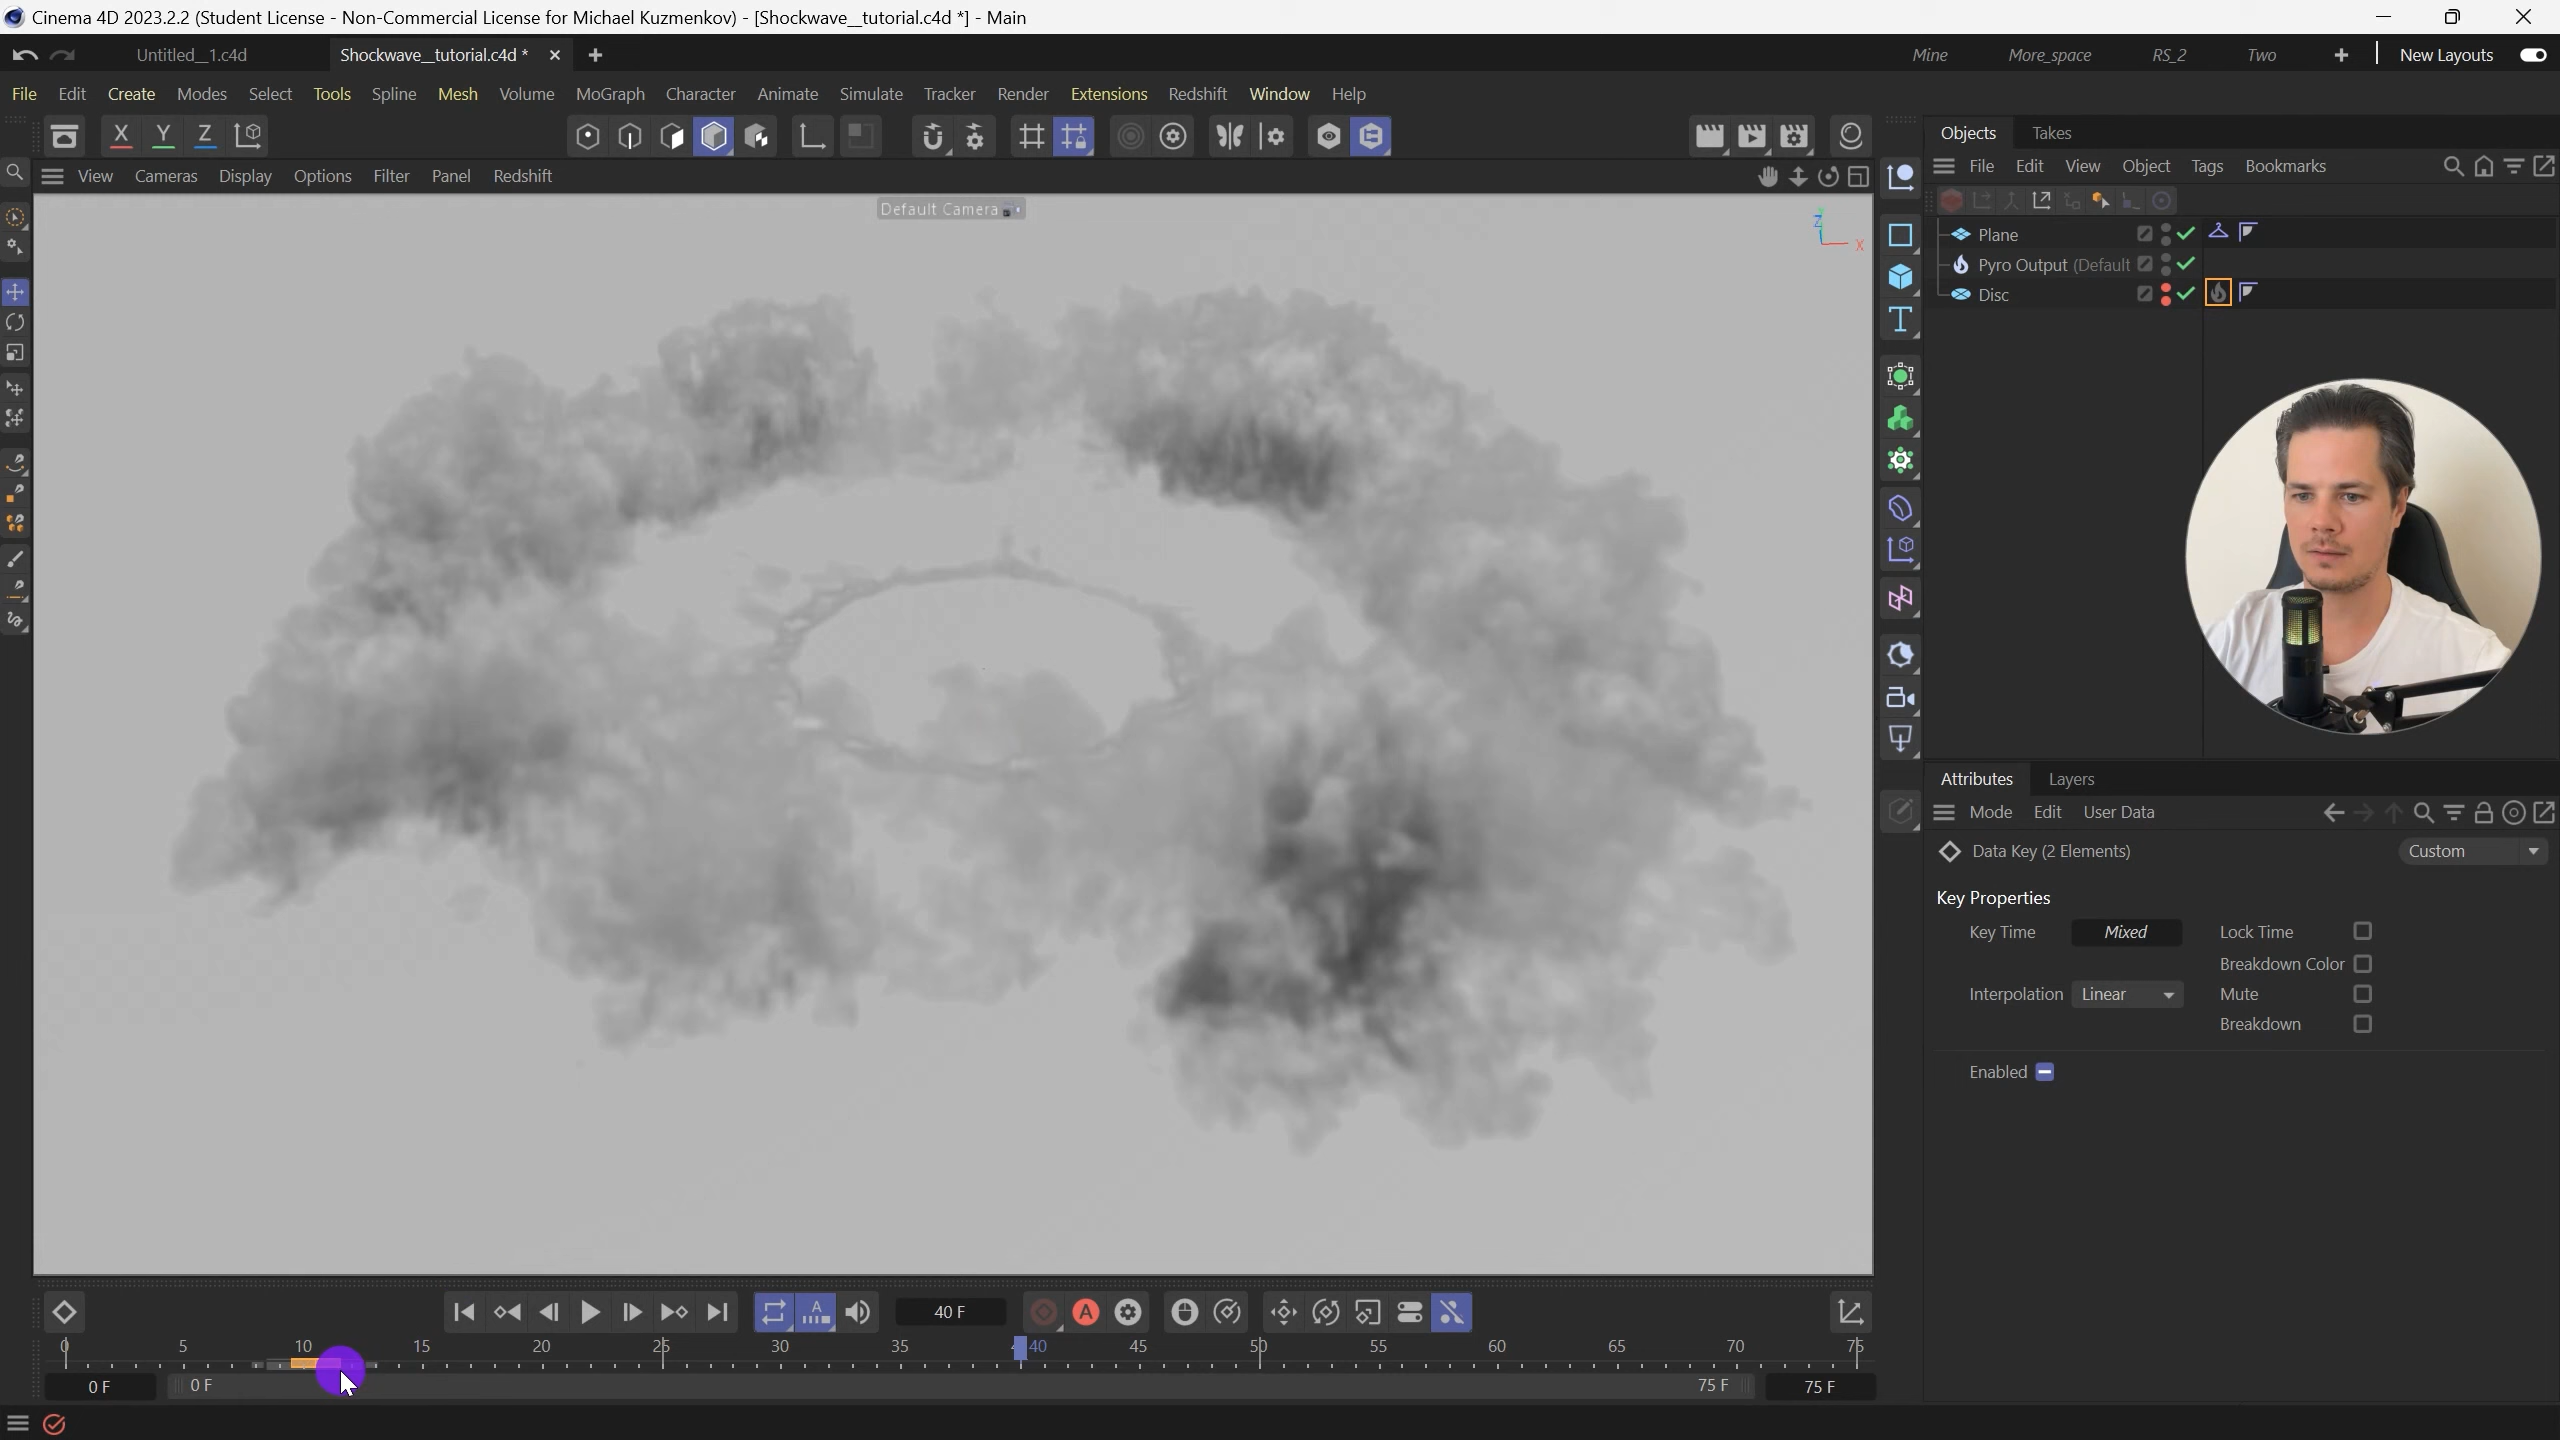 Cinema 4D 2023.2.2 (Student License - Non-Commercial License for Michael Kuzmenkov) - [Shockwave__tutorial.c4d *] - Main
Untitled__1.c4d
Shockwave__tutorial.c4d *
Mine
More_space
RS_2
Two
New Layouts
File Edit Create Modes Select Tools Spline Mesh Volume MoGraph Character Animate Simulate Tracker Render Extensions Redshift Window Help
X Y Z
Objects Takes
View Cameras Display Options Filter Panel Redshift
File Edit View Object Tags Bookmarks
Default Camera
Z
X
Plane
Pyro Output (Default
Disc
Attributes Layers
Mode Edit User Data
Data Key (2 Elements)
Custom
Key Properties
Key Time Mixed Lock Time
Breakdown Color
Interpolation Linear Mute
Breakdown
Enabled
A
40 F
A
0 5 10 15 20 25 30 35 40 45 50 55 60 65 70 75
0 F
0 F
75 F
75 F